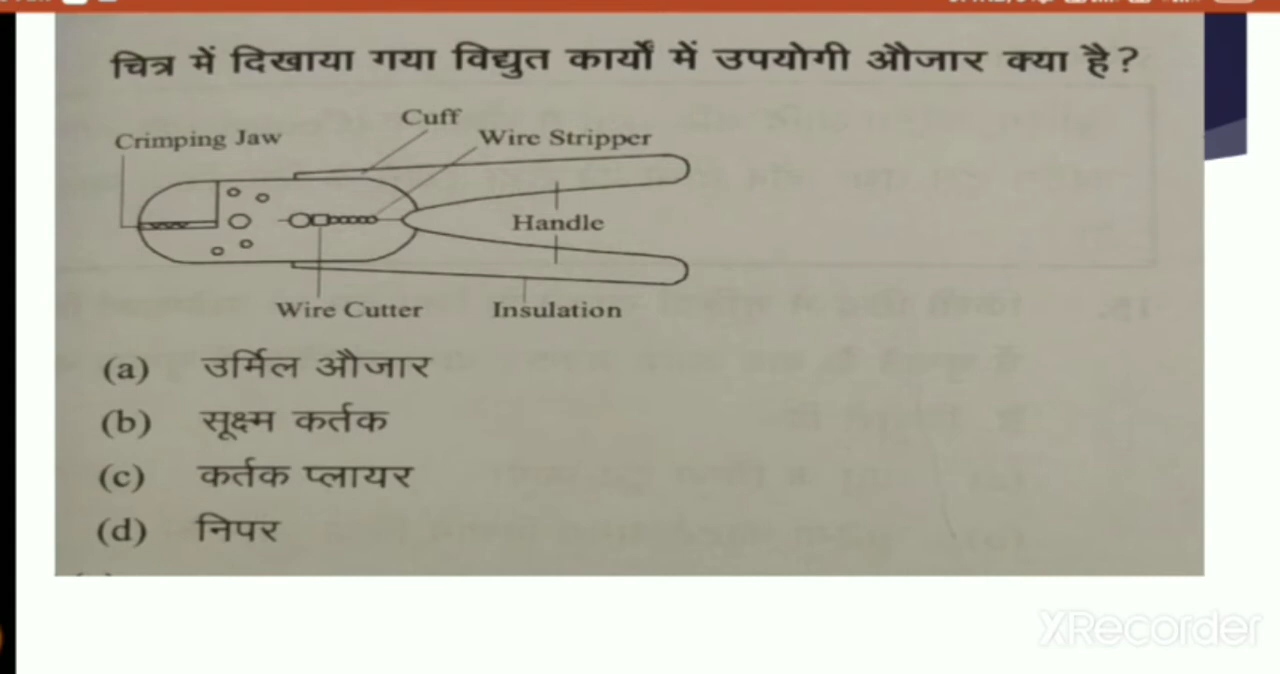 चित्र में दिखाया गया विद्युत कार्यों में उपयोगी औजार क्या है?
Cuff
Crimping Jaw
Wire Stripper
Handle
Wire Cutter
Insulation
(a) उर्मिल औजार
(b) सूक्ष्म कर्तक
(c) कर्तक प्लायर
(d) निपर
XRecorder